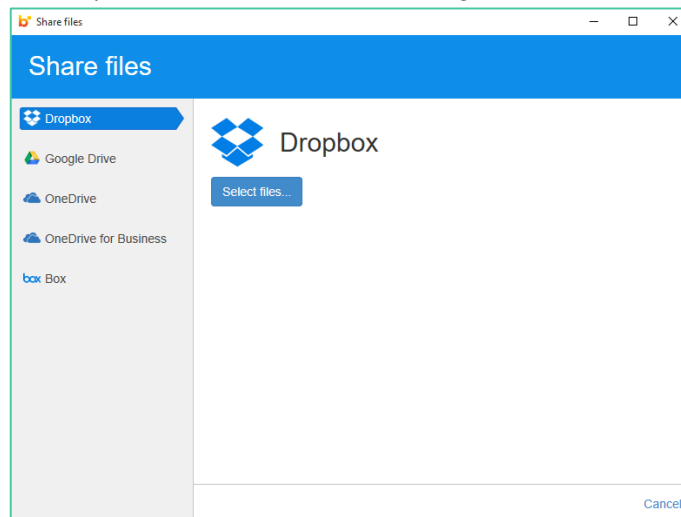 b Share files
Share files
Dropbox
Google Drive
OneDrive
OneDrive for Business
box Box
Dropbox
Select files...
Cancel